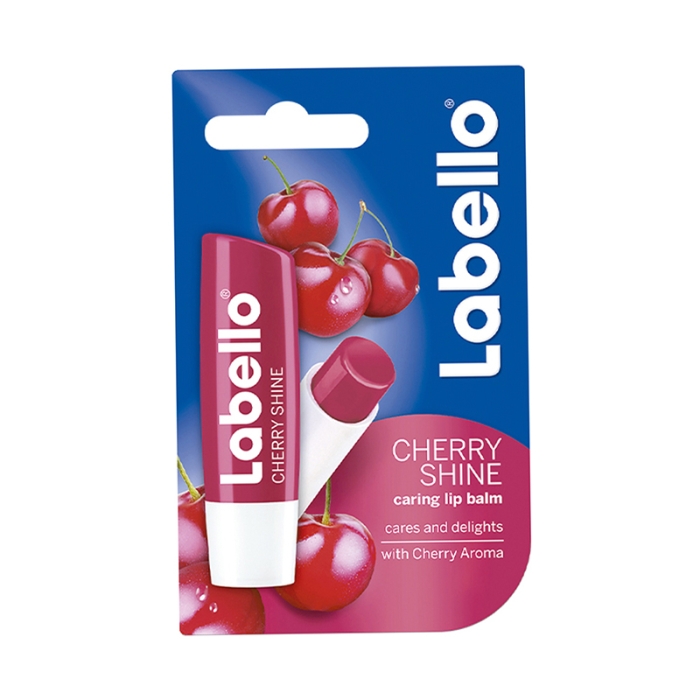 Labello®
Labello®
CHERRY SHINE
CHERRY
SHINE
caring lip balm
cares and delights
with Cherry Aroma